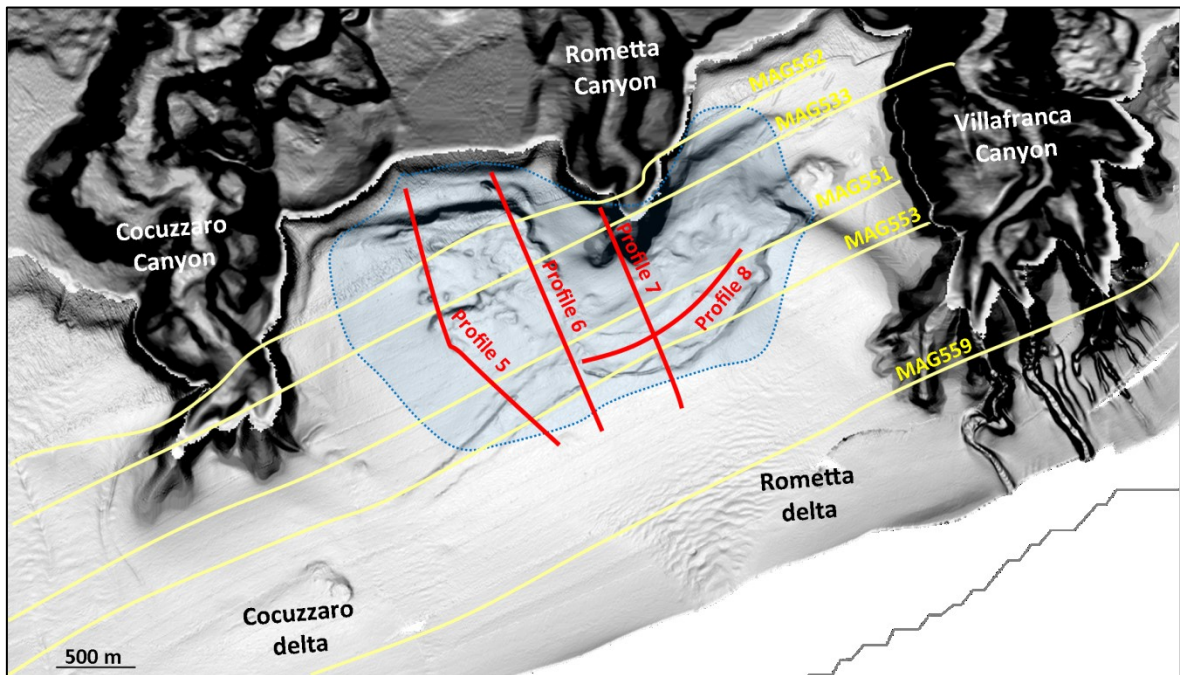 Rometta
Canyon
MAG562
MAG533
Villafranca
Canyon
MAG551
MAG553
Cocuzzaro
Canyon
Profile 5
Profile 6
Profile 7
Profile 8
MAG559
Rometta
delta
Cocuzzaro
delta
500 m